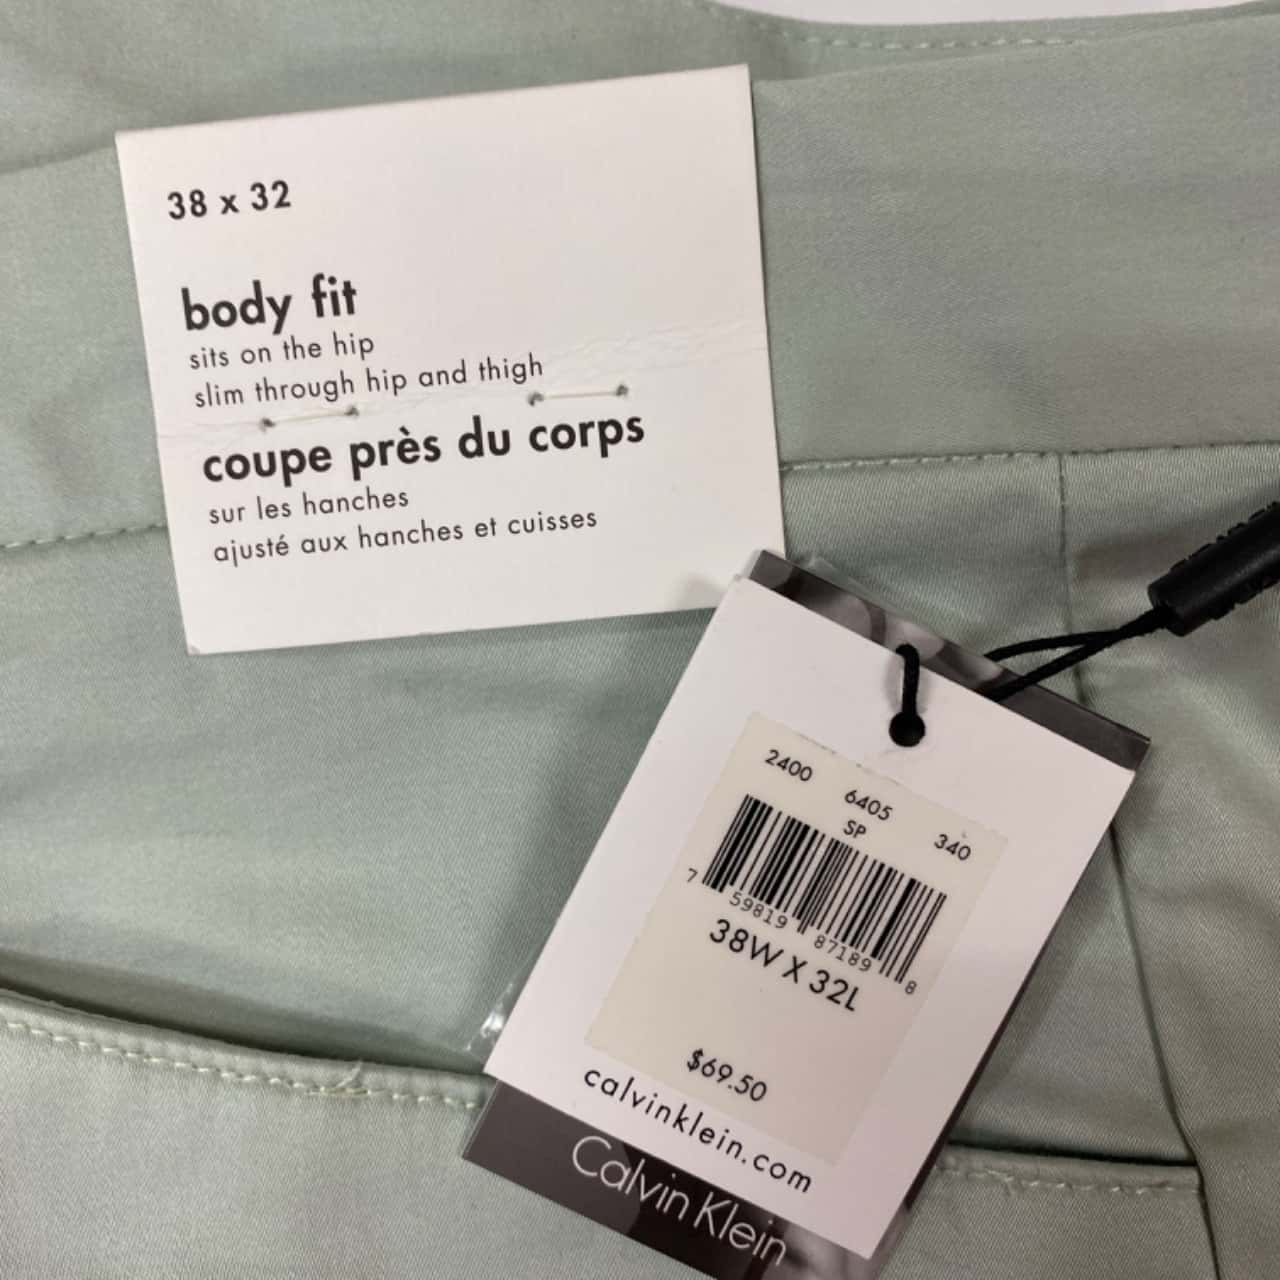 38 x 32
body fit
sits on the hip
slim through hip and thigh
coupe près du corps
sur les hanches
ajusté aux hanches et cuisses
2400 6405 340
SP
7 59819 87189 8
38W X 32L
$69.50
calvinklein.com
Calvin Klein